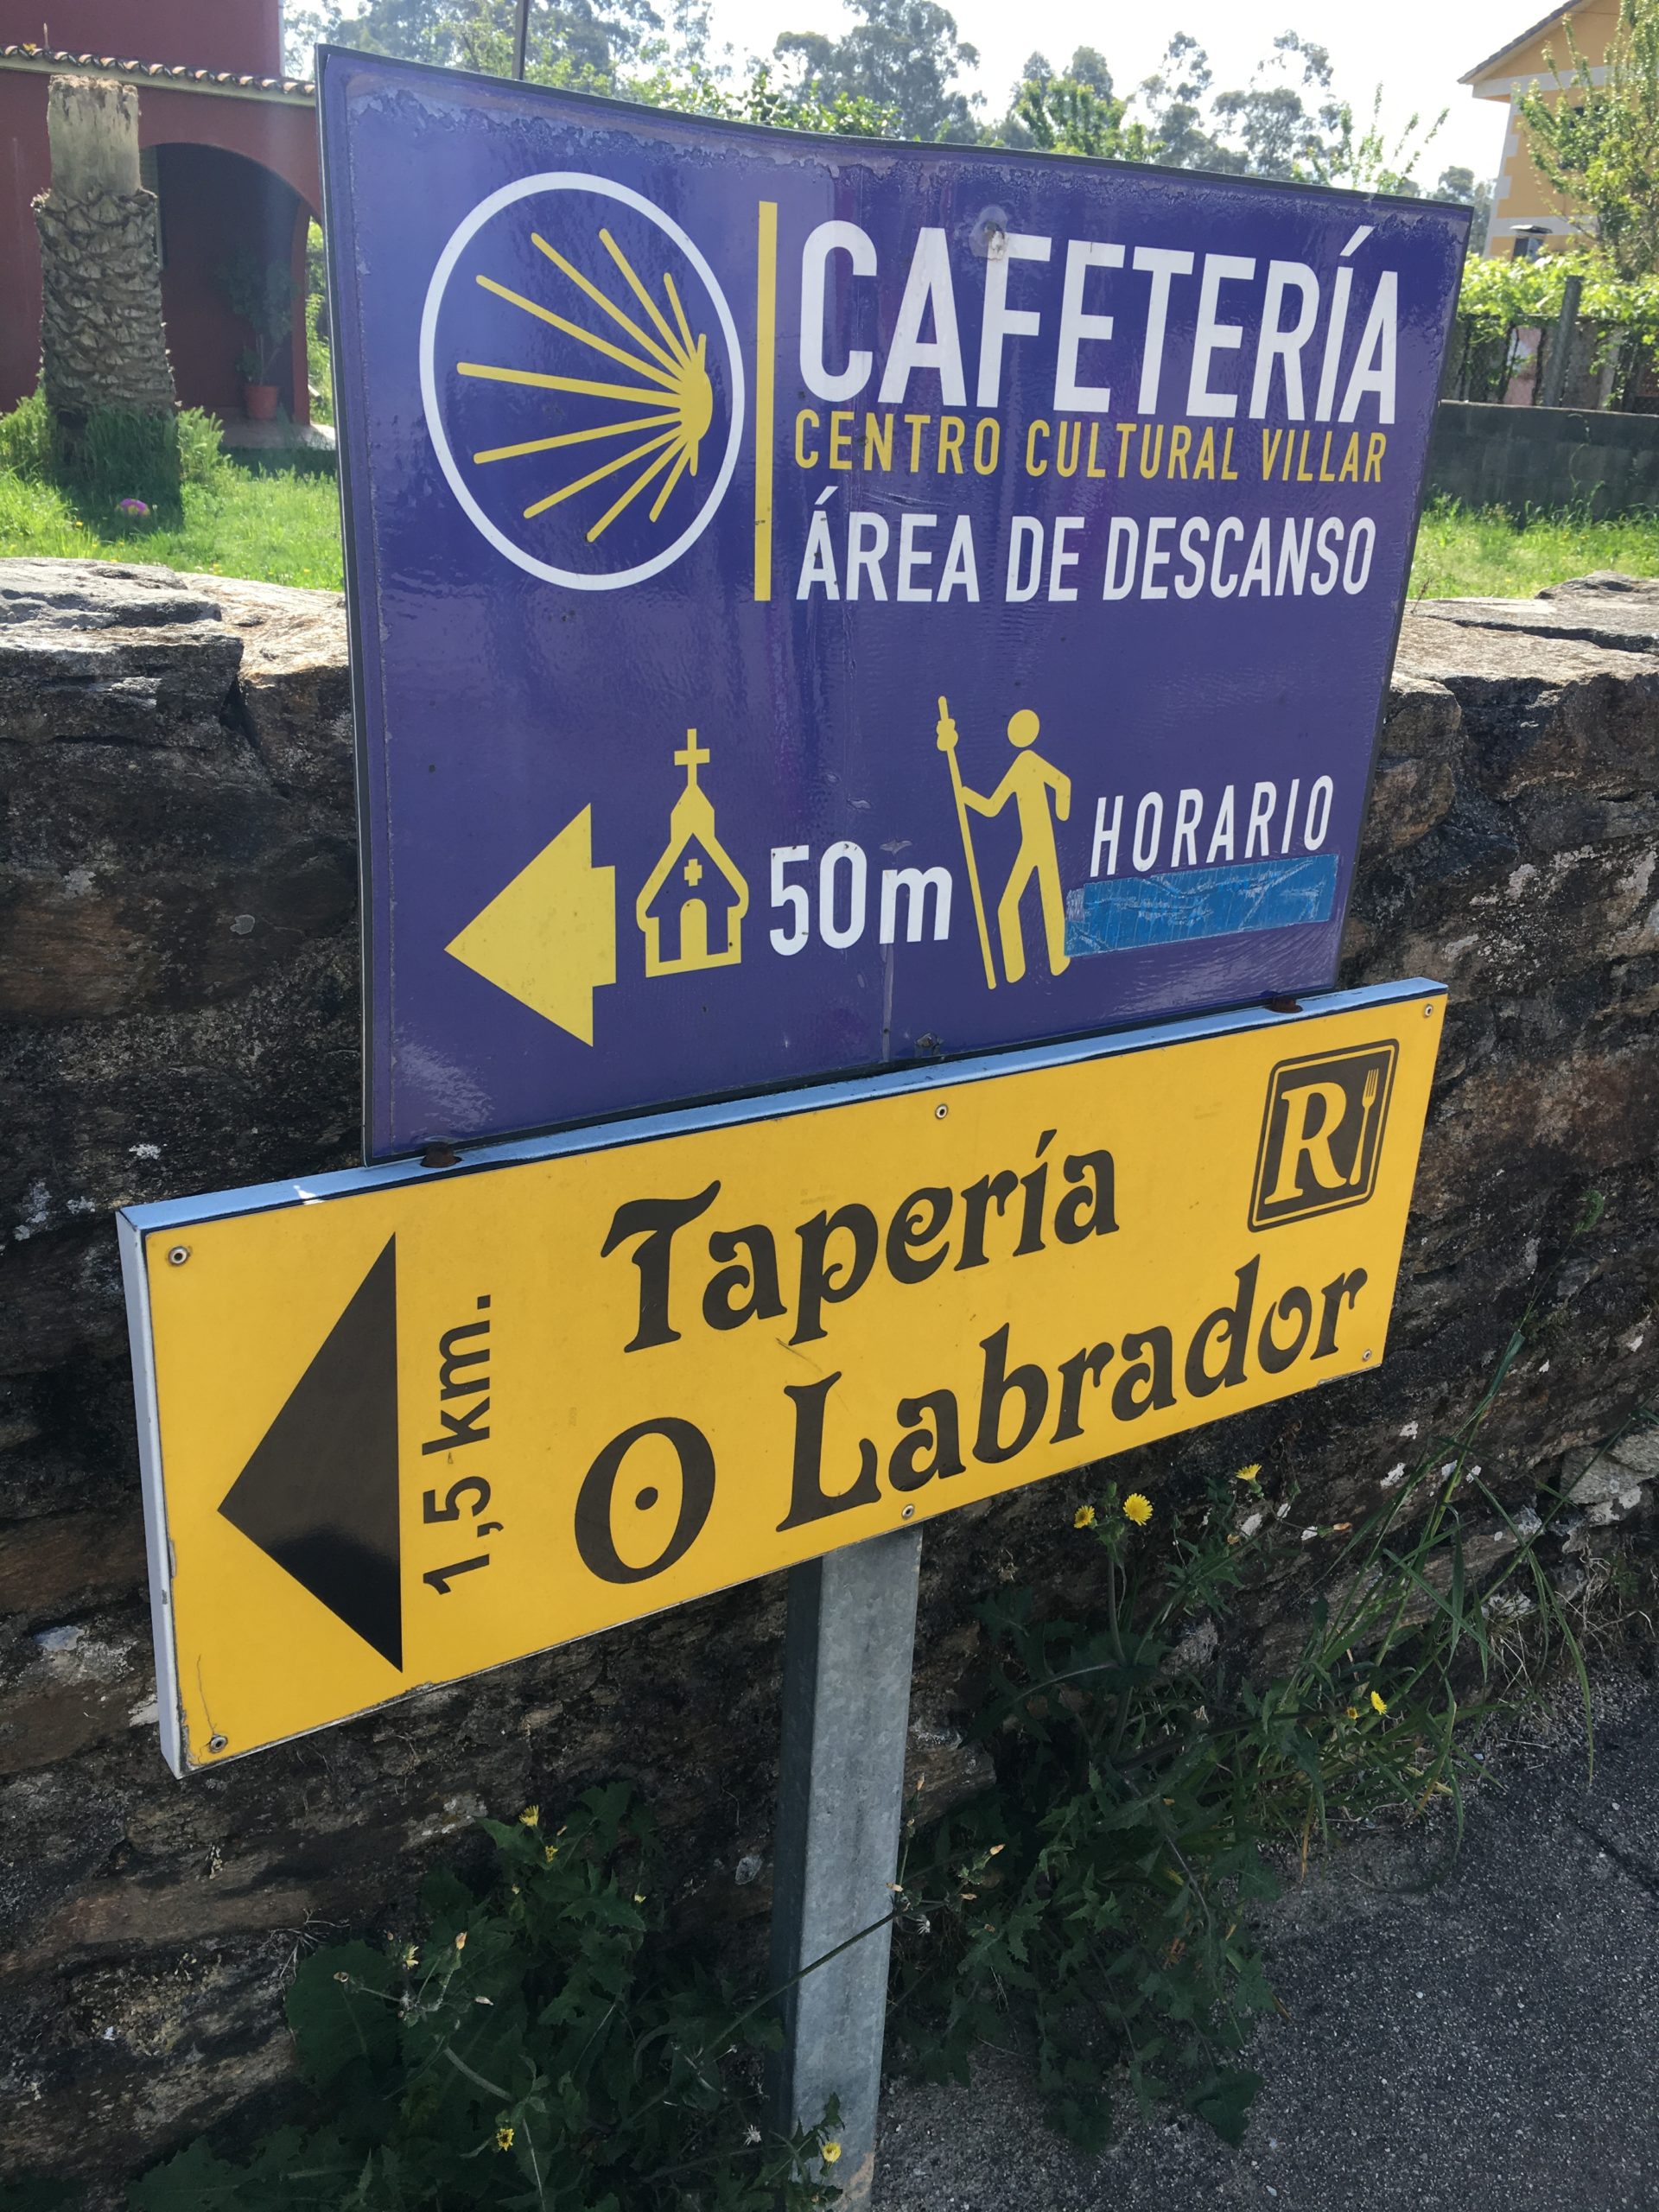 CAFETERÍA
CENTRO CULTURAL VILLAR
ÁREA DE DESCANSO
50m
HORARIO
Tapería
R
O Labrador
1,5 km.